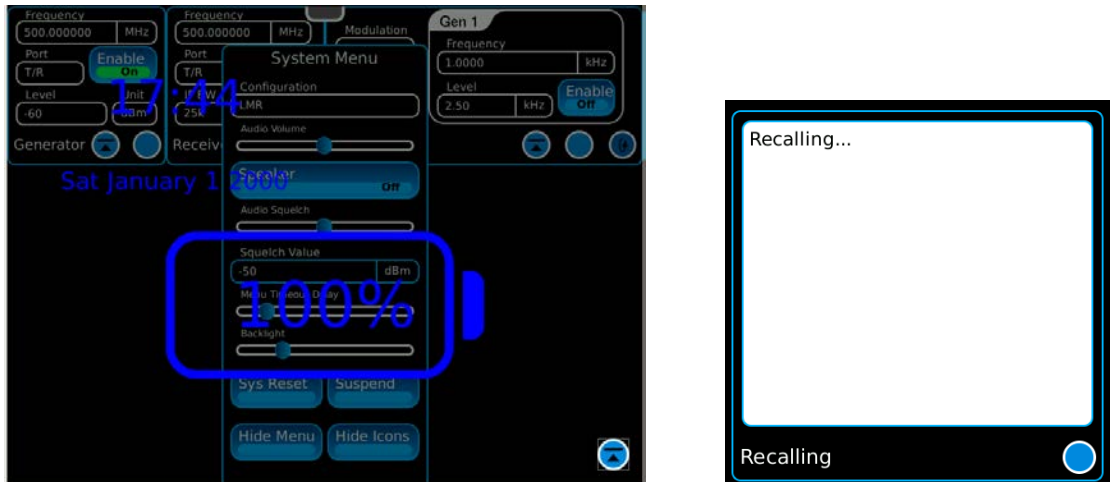 Frequency
500.000000 MHz
Port
T/R
Enable
On
Level Unit
-60 dBm
Generator
Frequency
500.000000 MHz
Port
T/R
IF BW
25k
Receiv
Modulation
Gen 1
Frequency
1.0000 kHz
Level
2.50 kHz
Enable
Off
17:44
Sat January 1 2000
System Menu
Configuration
LMR
Audio Volume
Speaker
Off
Audio Squelch
Squelch Value
-50 dBm
100%
Menu Timeout Delay
Backlight
Sys Reset Suspend
Hide Menu Hide Icons
Recalling...
Recalling